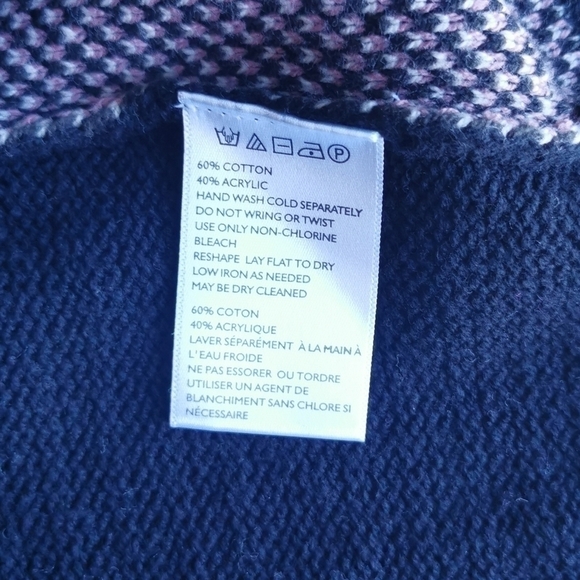 P
60% COTTON
40% ACRYLIC
HAND WASH COLD SEPARATELY
DO NOT WRING OR TWIST
USE ONLY NON-CHLORINE
BLEACH
RESHAPE LAY FLAT TO DRY
LOW IRON AS NEEDED
MAY BE DRY CLEANED
60% COTON
40% ACRYLIQUE
LAVER SÉPARÉMENT À LA MAIN À
L'EAU FROIDE
NE PAS ESSORER OU TORDRE
UTILISER UN AGENT DE
BLANCHIMENT SANS CHLORE SI
NÉCESSAIRE